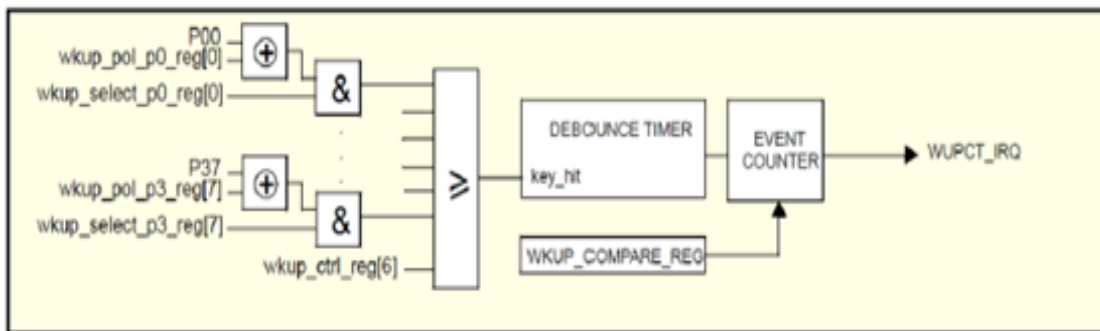 P00
wkup_pol_p0_reg[0]
wkup_select_p0_reg[0]
&
P37
wkup_pol_p3_reg[7]
wkup_select_p3_reg[7]
&
wkup_ctrl_reg[6]
≥
DEBOUNCE TIMER
key_hit
EVENT
COUNTER
WUPCT_IRQ
WKUP_COMPARE_REG